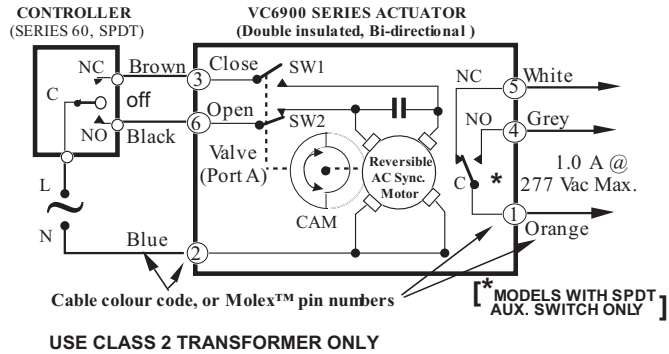 CONTROLLER
(SERIES 60, SPDT)
VC6900 SERIES ACTUATOR
(Double insulated, Bi-directional )
NC
Brown
3
Close
SW1
C
off
NO
Black
6
Open
SW2
Valve
(Port A)
CAM
Reversible
AC Sync.
Motor
NC
5
White
NO
4
Grey
C
*
1.0 A @
277 Vac Max.
1
Orange
L
N
Blue
2
Cable colour code, or Molex™ pin numbers
[*MODELS WITH SPDT
AUX. SWITCH ONLY ]
USE CLASS 2 TRANSFORMER ONLY